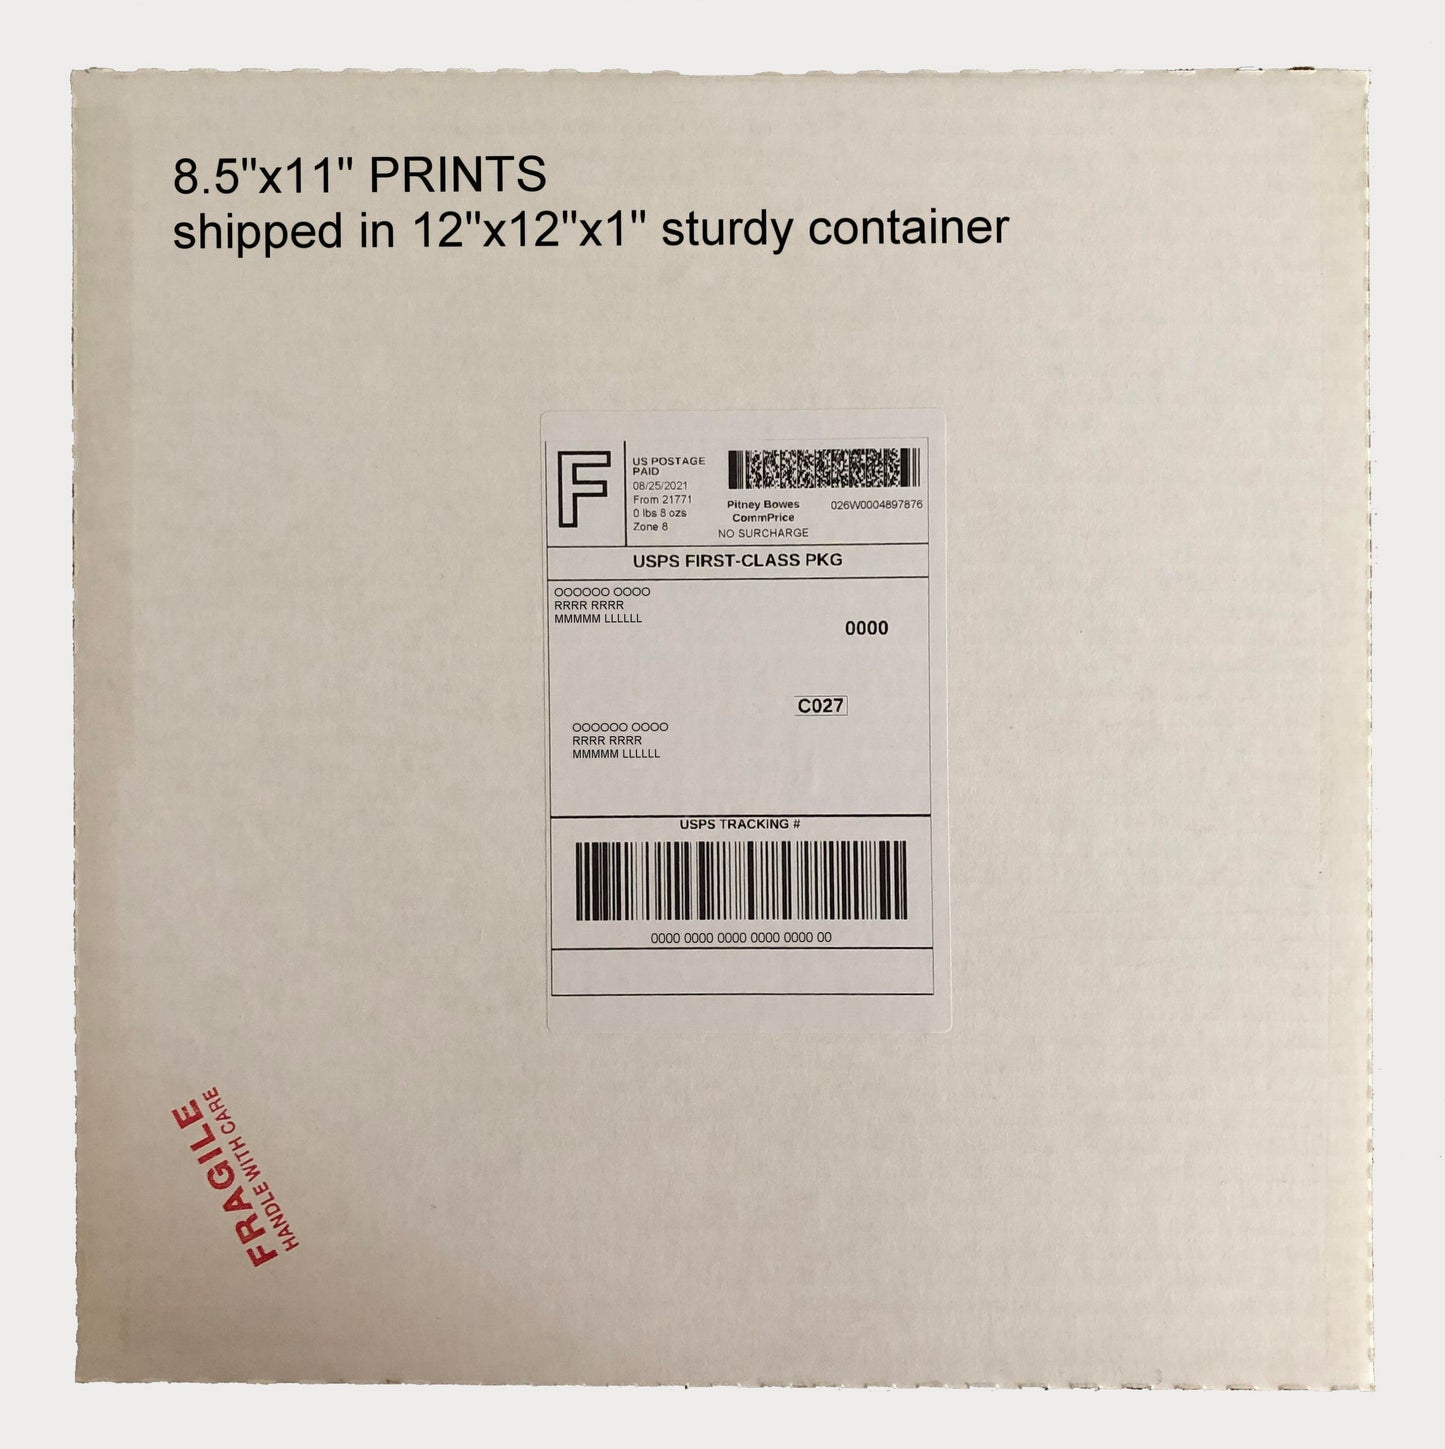 8.5"x11" PRINTS
shipped in 12"x12"x1" sturdy container
F
US POSTAGE
PAID
08/25/2021
From 21771
0 lbs 8 ozs
Zone 8
Pitney Bowes
CommPrice
NO SURCHARGE
026W0004897876
USPS FIRST-CLASS PKG
OOOOOO OOOO
RRRR RRRR
MMMMM LLLLLL
0000
C027
OOOOOO OOOO
RRRR RRRR
MMMMM LLLLLL
USPS TRACKING #
0000 0000 0000 0000 0000 00
FRAGILE
HANDLE WITH CARE